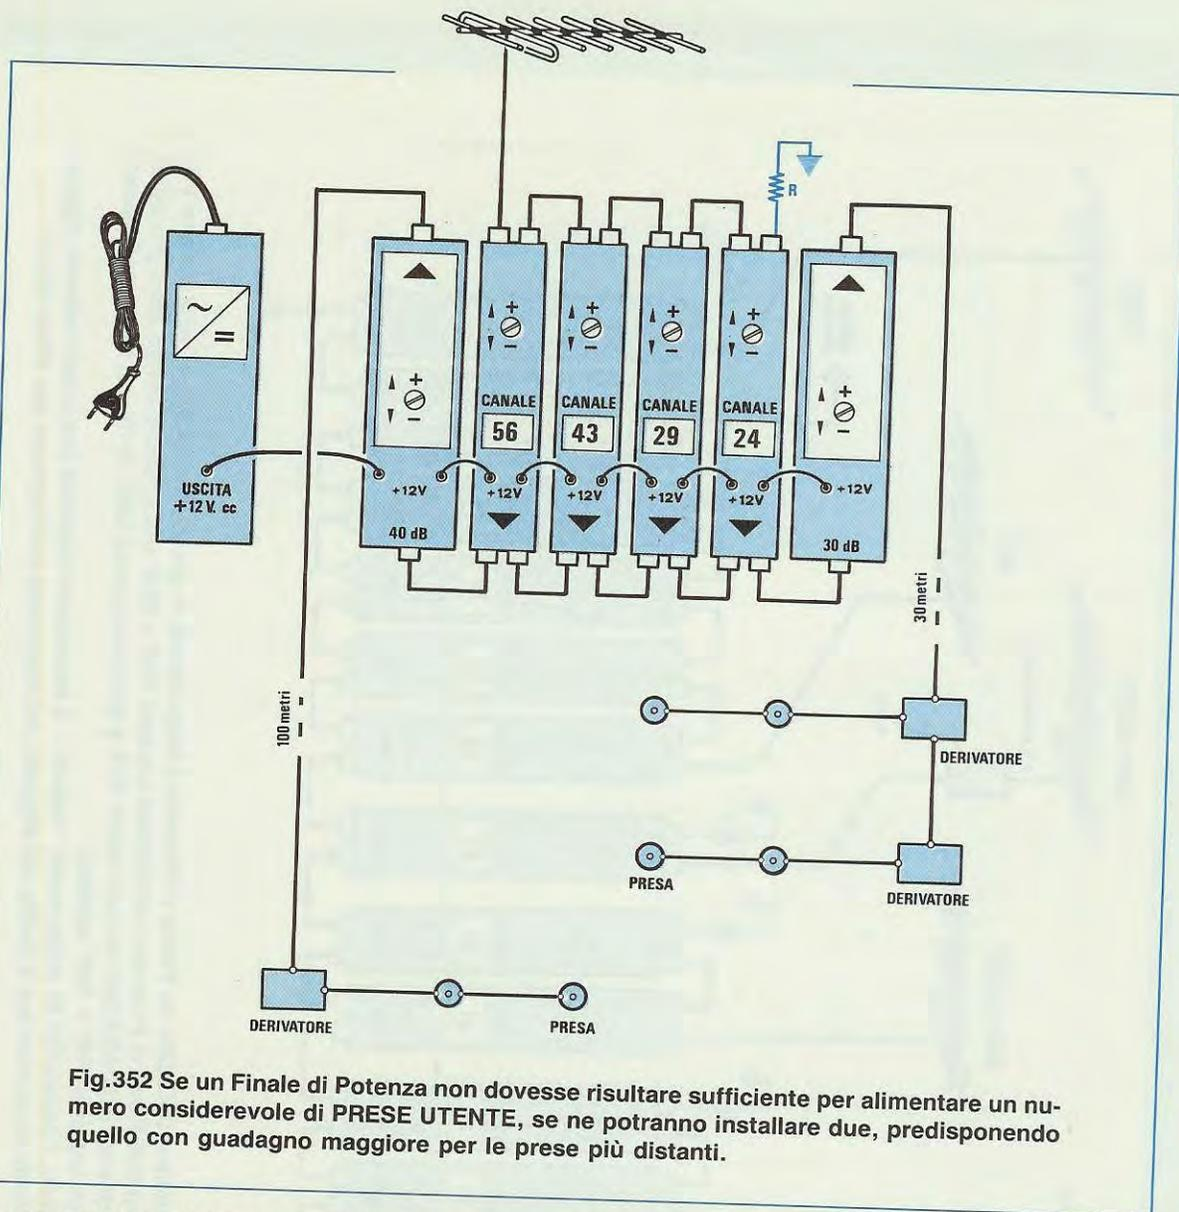 R
CANALE
56
CANALE
43
CANALE
29
CANALE
24
USCITA
+12V. cc
+12V
+12V
+12V
+12V
+12V
+12V
40 dB
30 dB
30 metri
100 metri
DERIVATORE
PRESA
DERIVATORE
DERIVATORE
PRESA
Fig.352 Se un Finale di Potenza non dovesse risultare sufficiente per alimentare un nu-
mero considerevole di PRESE UTENTE, se ne potranno installare due, predisponendo
quello con guadagno maggiore per le prese più distanti.